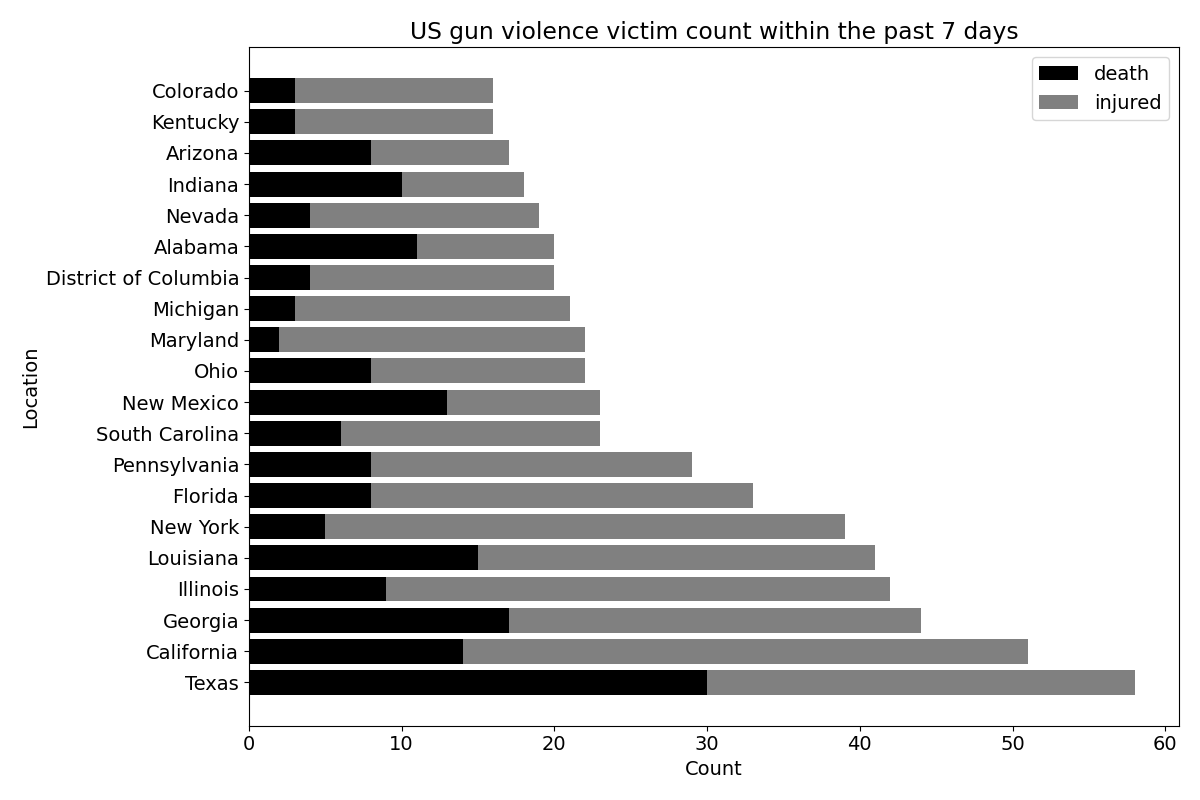 US gun violence victim count within the past 7 days
death
injured
Colorado
Kentucky
Arizona
Indiana
Nevada
Alabama
District of Columbia
Michigan
Maryland
Ohio
New Mexico
South Carolina
Pennsylvania
Florida
New York
Louisiana
Illinois
Georgia
California
Texas
Location
0 10 20 30 40 50 60
Count